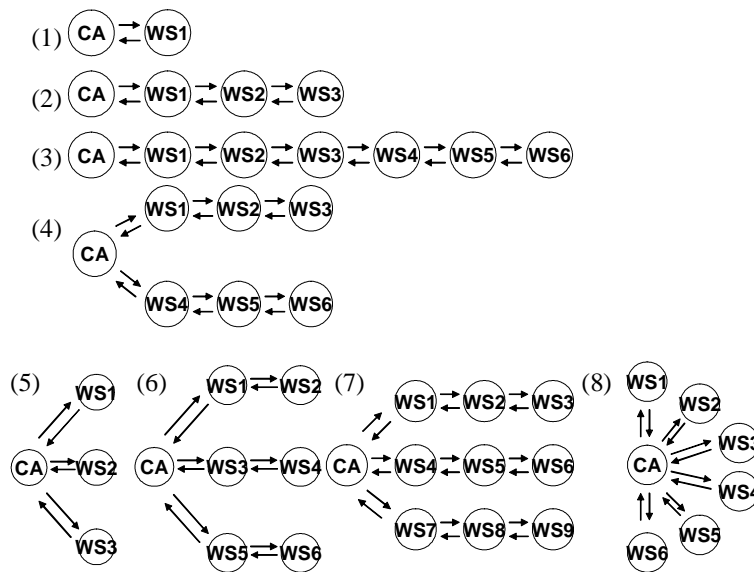 (1) CA WS1
(2) CA WS1 WS2 WS3
(3) CA WS1 WS2 WS3 WS4 WS5 WS6
WS1 WS2 WS3
(4)
CA
WS4 WS5 WS6
(5) (6) (7) (8)
WS1
CA WS2
WS3
WS1 WS2
CA WS3 WS4
WS5 WS6
WS1 WS2 WS3
CA WS4 WS5 WS6
WS7 WS8 WS9
WS1
WS2
WS3
CA
WS4
WS5
WS6